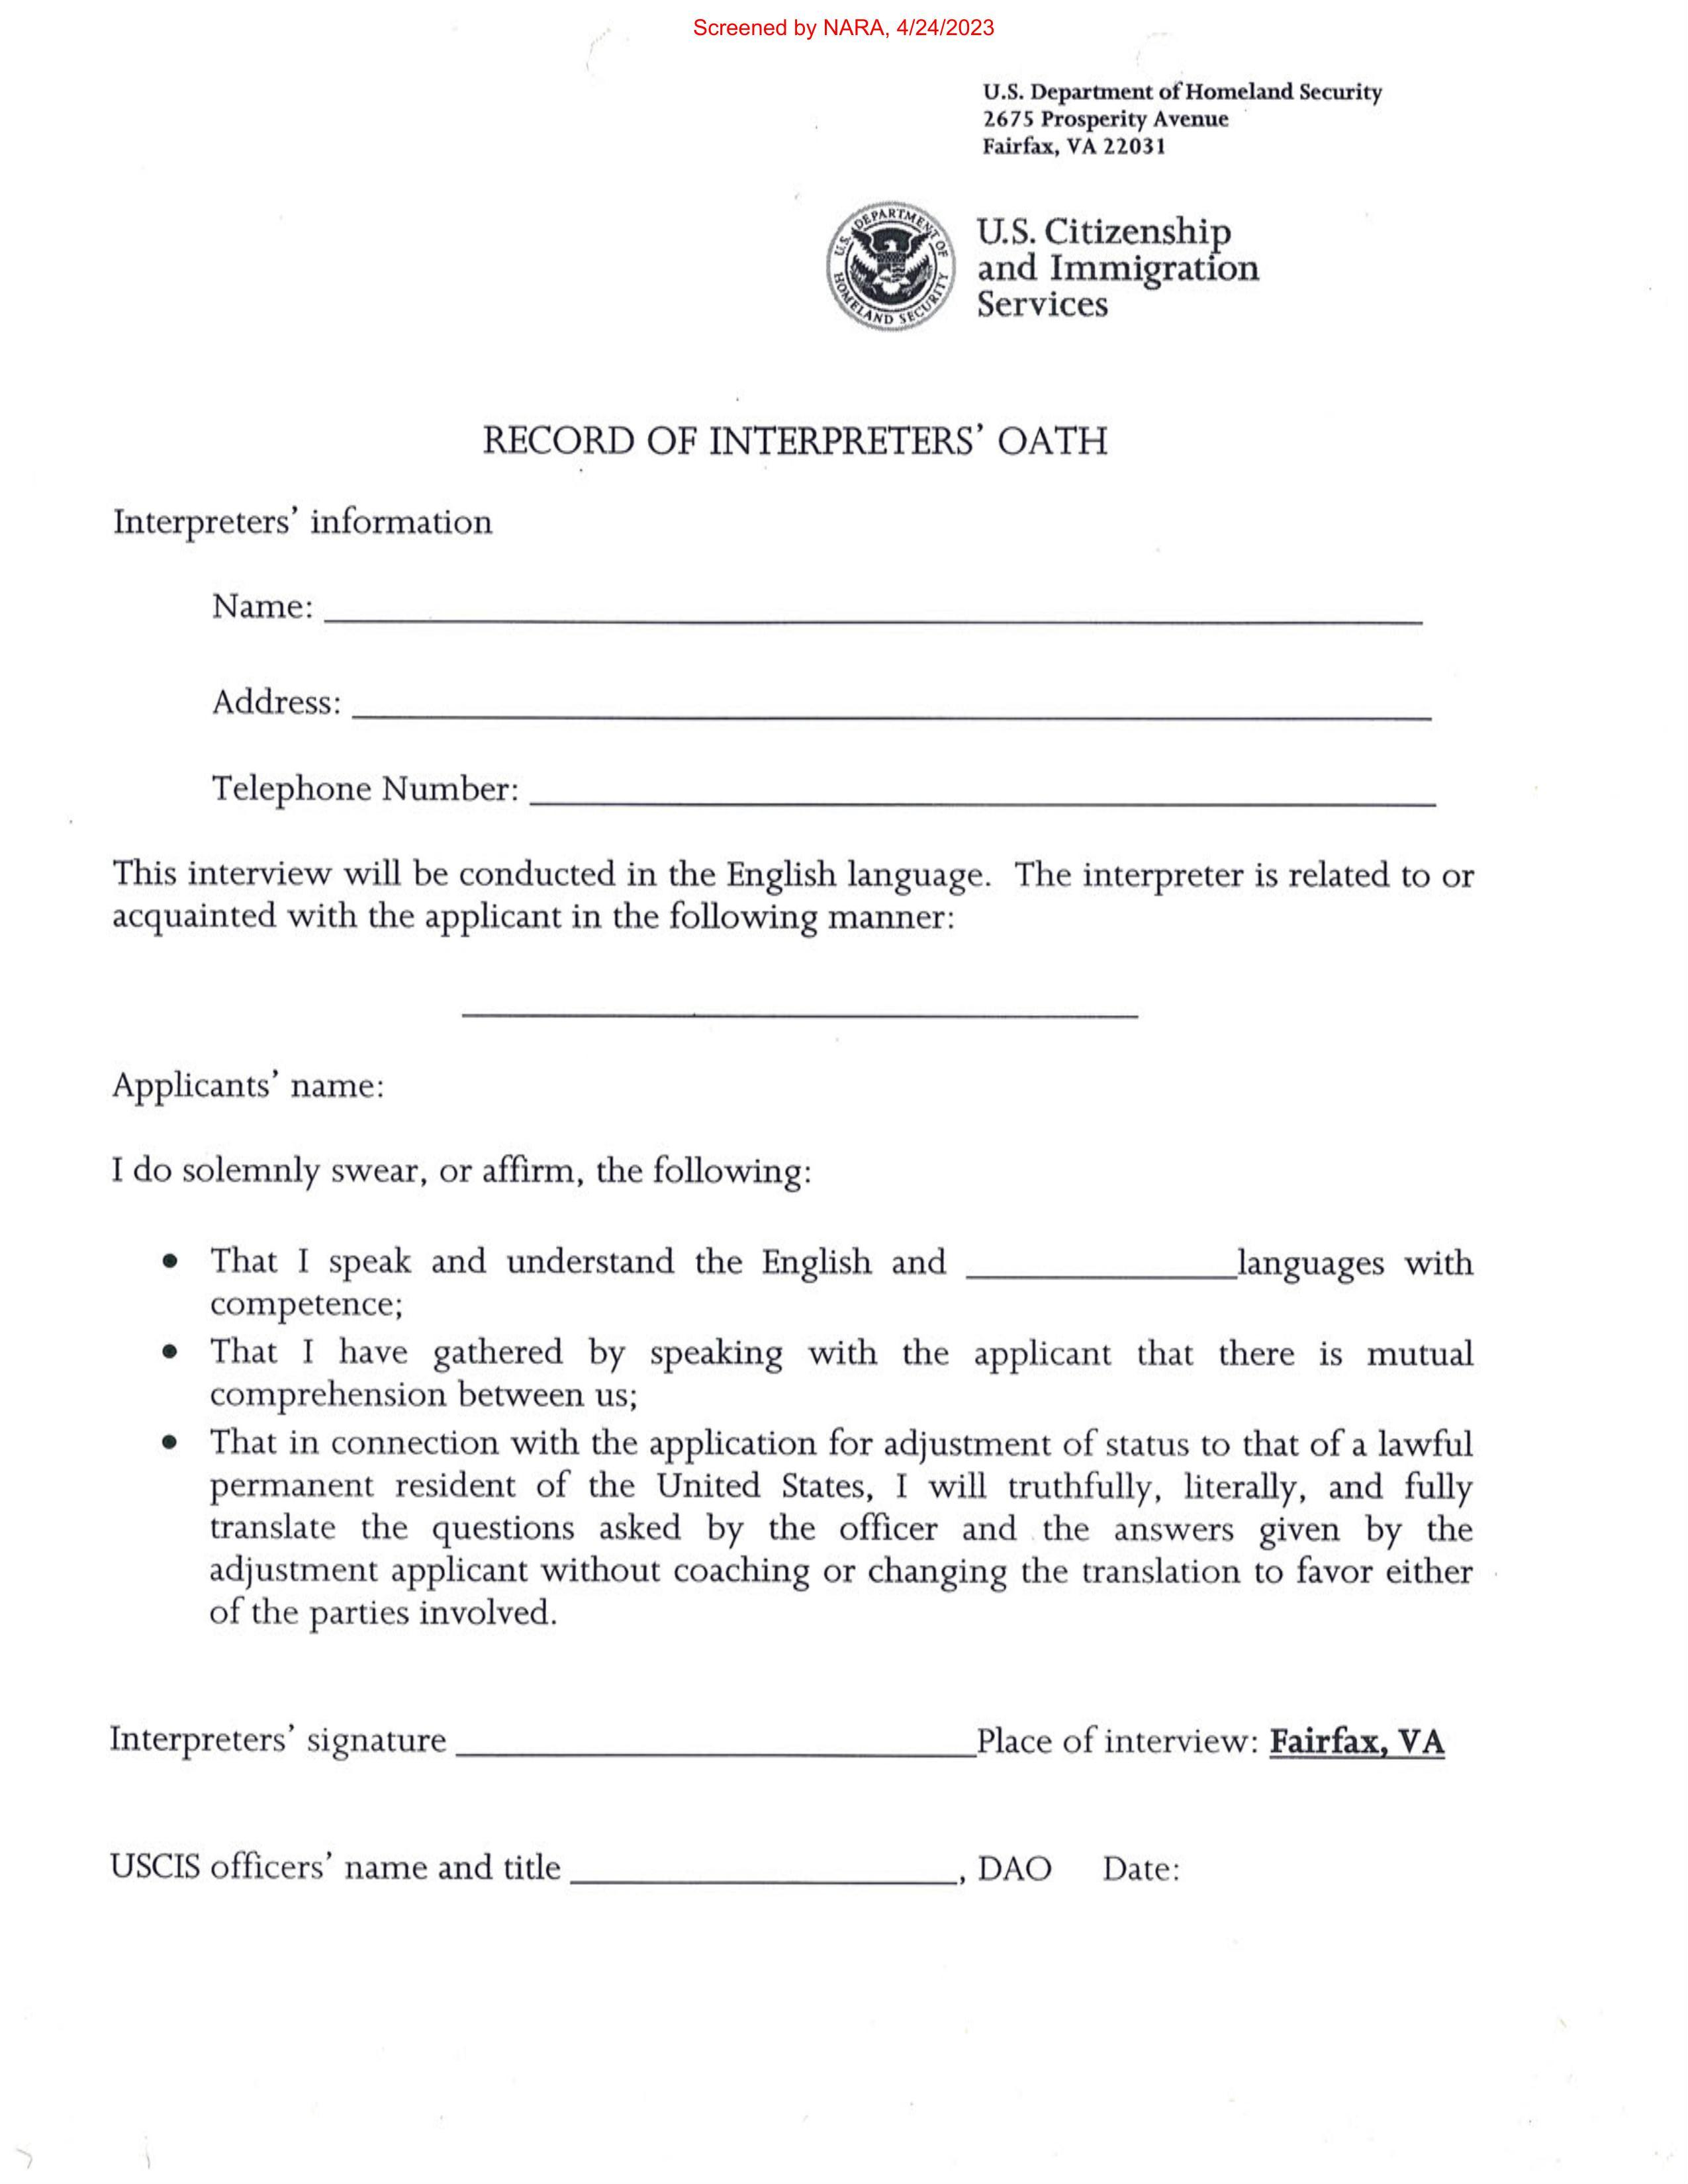 Screened by NARA, 4/24/2023
U.S. Department of Homeland Security
2675 Prosperity Avenue
Fairfax, VA 22031
U.S. DEPARTMENT OF HOMELAND SECURITY
U.S. Citizenship
and Immigration
Services
RECORD OF INTERPRETERS’ OATH
Interpreters’ information
Name:
Address:
Telephone Number:
This interview will be conducted in the English language. The interpreter is related to or
acquainted with the applicant in the following manner:
Applicants’ name:
I do solemnly swear, or affirm, the following:
• That I speak and understand the English and ________________languages with
competence;
• That I have gathered by speaking with the applicant that there is mutual
comprehension between us;
• That in connection with the application for adjustment of status to that of a lawful
permanent resident of the United States, I will truthfully, literally, and fully
translate the questions asked by the officer and the answers given by the
adjustment applicant without coaching or changing the translation to favor either
of the parties involved.
Interpreters’ signature ______________________________Place of interview: Fairfax, VA
USCIS officers’ name and title ______________________, DAO Date: